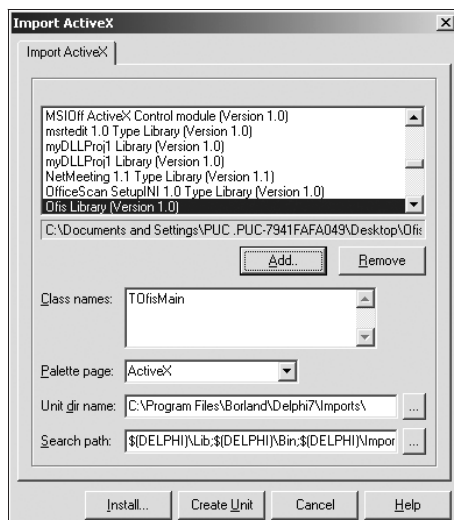 Import ActiveX
Import ActiveX
MSIOff ActiveX Control module (Version 1.0)
msrtedit 1.0 Type Library (Version 1.0)
myDLLProj1 Library (Version 1.0)
myDLLProj1 Library (Version 1.0)
NetMeeting 1.1 Type Library (Version 1.1)
OfficeScan SetupINI 1.0 Type Library (Version 1.0)
Ofis Library (Version 1.0)
C:\Documents and Settings\PUC .PUC-7941FAFA049\Desktop\Ofis
Add.. Remove
Class names: TOfisMain
Palette page: ActiveX
Unit dir name: C:\Program Files\Borland\Delphi7\Imports\ ...
Search path: $(DELPHI)\Lib;$(DELPHI)\Bin;$(DELPHI)\Impor ...
Install... Create Unit Cancel Help